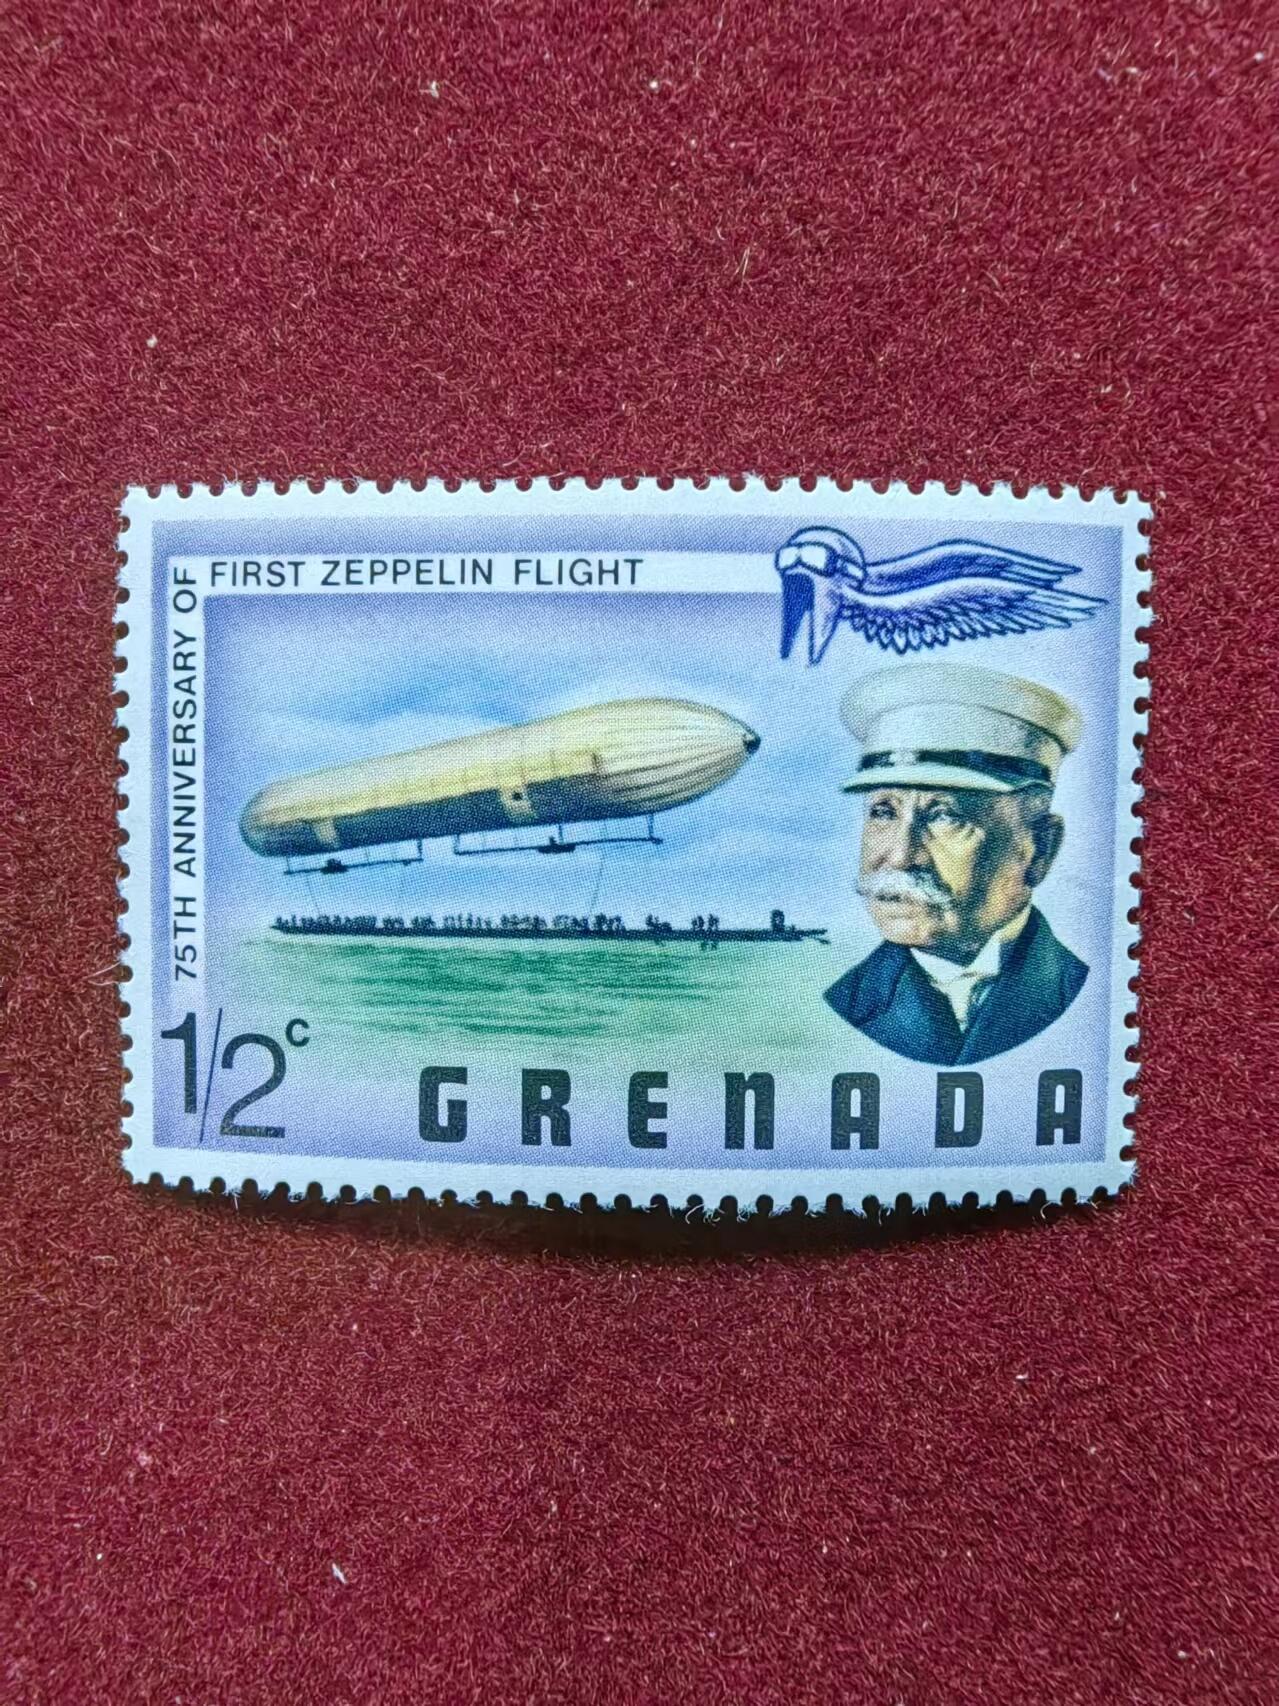 75TH ANNIVERSARY OF
FIRST ZEPPELIN FLIGHT
1/2c
GRENADA